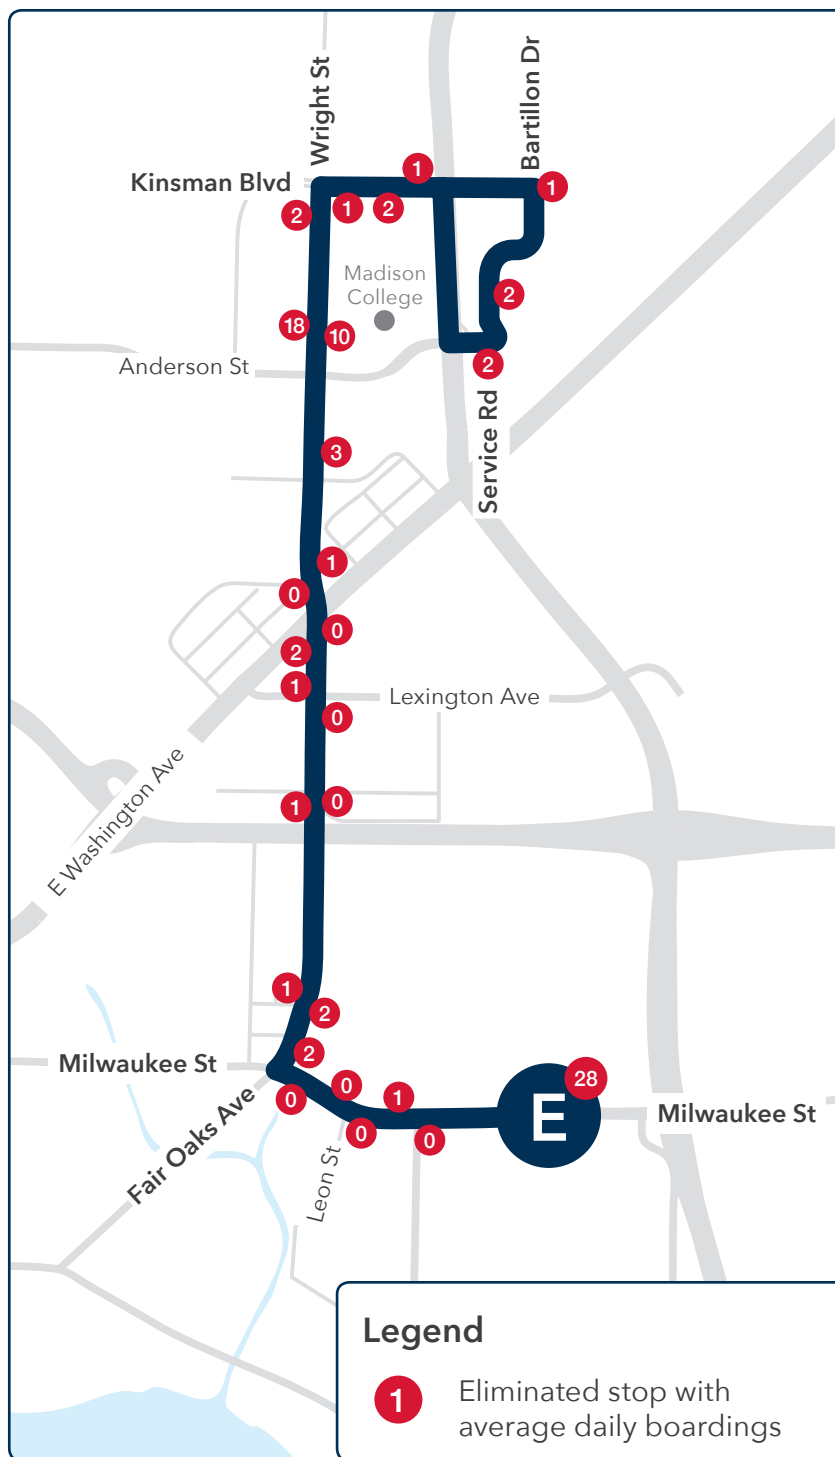 Wright St
Bartillon Dr
Kinsman Blvd
1
1
2
1
2
Madison
College
2
18
10
2
Anderson St
Service Rd
3
1
0
0
2
1
Lexington Ave
0
E Washington Ave
1
0
1
2
2
Milwaukee St
Fair Oaks Ave
0
0
1
0
0
Leon St
28
E
Milwaukee St
Legend
1
Eliminated stop with
average daily boardings